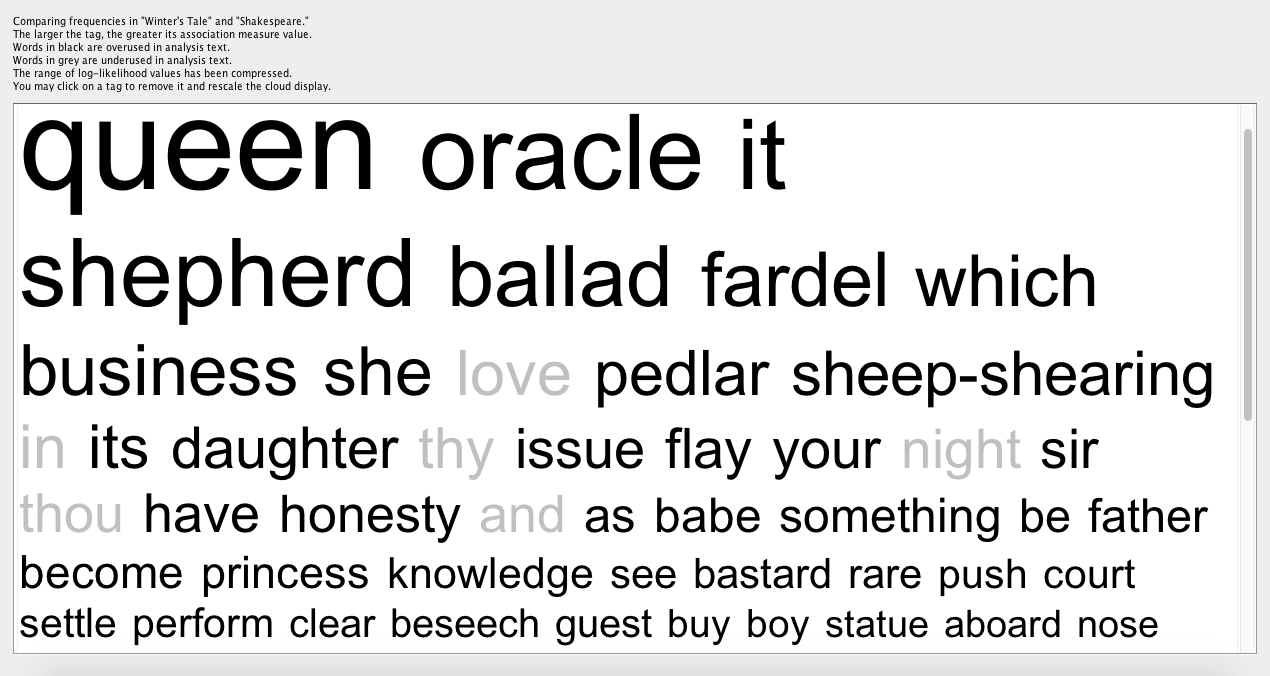 Comparing frequencies in "Winter's Tale" and "Shakespeare."
The larger the tag, the greater its association measure value.
Words in black are overused in analysis text.
Words in grey are underused in analysis text.
The range of log-likelihood values has been compressed.
You may click on a tag to remove it and rescale the cloud display.
queen oracle it
shepherd ballad fardel which
business she love pedlar sheep-shearing
in its daughter thy issue flay your night sir
thou have honesty and as babe something be father
become princess knowledge see bastard rare push court
settle perform clear beseech guest buy boy statue aboard nose